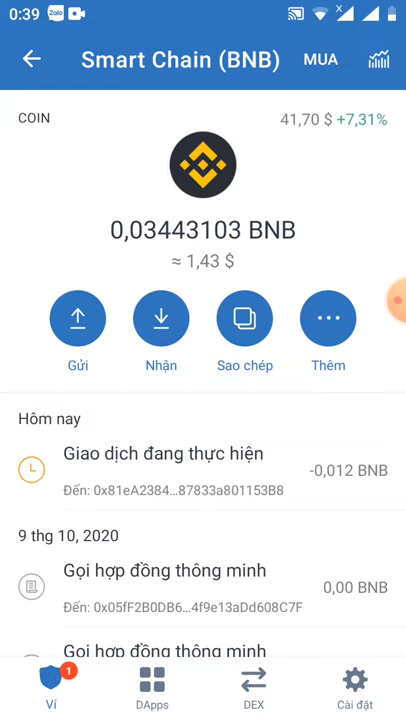 0:39
Zalo
Smart Chain (BNB)
MUA
COIN
41,70 $ +7,31%
0,03443103 BNB
≈ 1,43 $
Gửi
Nhận
Sao chép
Thêm
Hôm nay
Giao dịch đang thực hiện
-0,012 BNB
Đến: 0x81eA2384...87833a801153B8
9 thg 10, 2020
Gọi hợp đồng thông minh
0,00 BNB
Đến: 0x05fF2B0DB6...4f9e13aDd608C7F
Gọi hợp đồng thông minh
1
Ví
DApps
DEX
Cài đặt